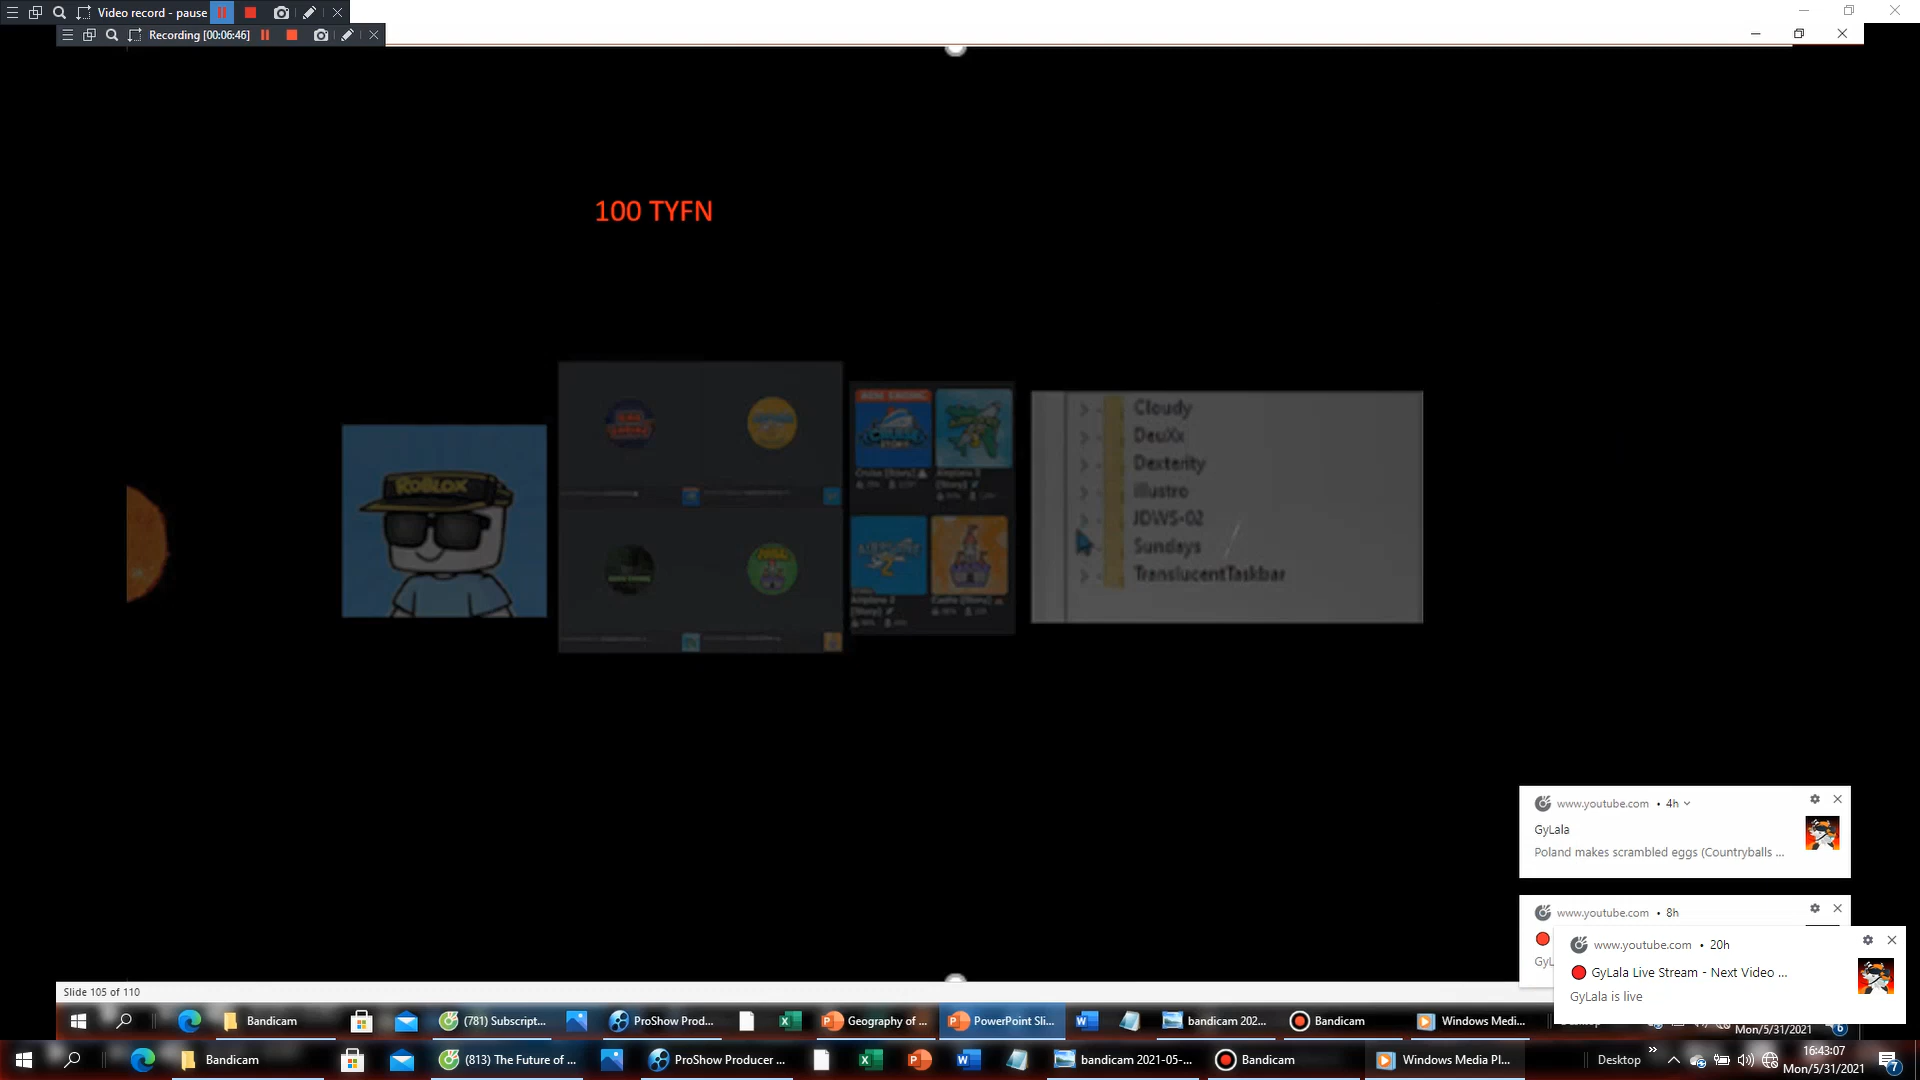 Video record - pause
Recording [00:06:46]
100 TYFN
ROBLOX
Cloudy
DeuXx
Dexterity
illustro
JDWS-02
Sundays
TranslucentTaskbar
www.youtube.com • 4h
GyLala
Poland makes scrambled eggs (Countryballs ...
www.youtube.com • 8h
www.youtube.com • 20h
GyLala Live Stream - Next Video ...
GyLala is live
Slide 105 of 110
Bandicam
(781) Subscript...
ProShow Prod...
Geography of ...
PowerPoint Sli...
bandicam 202...
Bandicam
Windows Medi...
Mon/5/31/2021
6
Bandicam
(813) The Future of ...
ProShow Producer ...
bandicam 2021-05-...
Bandicam
Windows Media Pl...
Desktop
16:43:07
Mon/5/31/2021
7